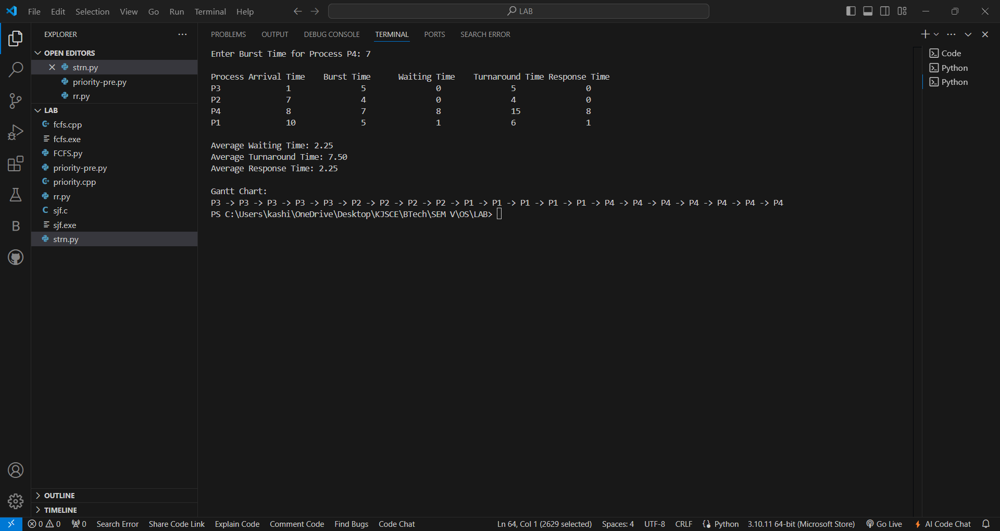 File Edit Selection View Go Run Terminal Help
LAB
EXPLORER
OPEN EDITORS
strn.py
priority-pre.py
rr.py
LAB
fcfs.cpp
fcfs.exe
FCFS.py
priority-pre.py
priority.cpp
rr.py
sjf.c
sjf.exe
strn.py
OUTLINE
TIMELINE
PROBLEMS OUTPUT DEBUG CONSOLE TERMINAL PORTS SEARCH ERROR
Enter Burst Time for Process P4: 7
Process Arrival Time Burst Time Waiting Time Turnaround Time Response Time
P3 1 5 0 5 0
P2 7 4 0 4 0
P4 8 7 8 15 8
P1 10 5 1 6 1
Average Waiting Time: 2.25
Average Turnaround Time: 7.50
Average Response Time: 2.25
Gantt Chart:
P3 -> P3 -> P3 -> P3 -> P3 -> P2 -> P2 -> P2 -> P2 -> P1 -> P1 -> P1 -> P1 -> P1 -> P4 -> P4 -> P4 -> P4 -> P4 -> P4 -> P4
PS C:\Users\kashi\OneDrive\Desktop\KJSCE\BTech\SEM V\OS\LAB>
Code
Python
Python
0 0 0 Search Error Share Code Link Explain Code Comment Code Find Bugs Code Chat Ln 64, Col 1 (2629 selected) Spaces: 4 UTF-8 CRLF Python 3.10.11 64-bit (Microsoft Store) Go Live AI Code Chat